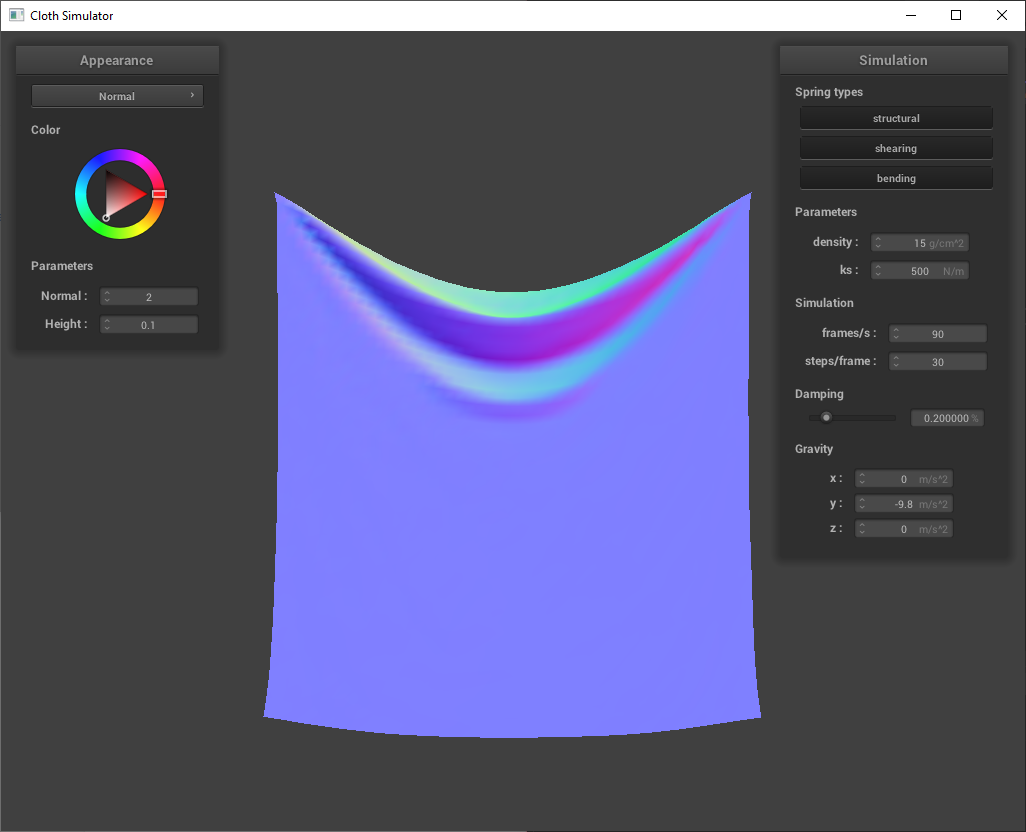 Cloth Simulator
Appearance
Normal
Color
Parameters
Normal : 2
Height : 0.1
Simulation
Spring types
structural
shearing
bending
Parameters
density : 15 g/cm^2
ks : 500 N/m
Simulation
frames/s : 90
steps/frame : 30
Damping
0.200000 %
Gravity
x : 0 m/s^2
y : -9.8 m/s^2
z : 0 m/s^2